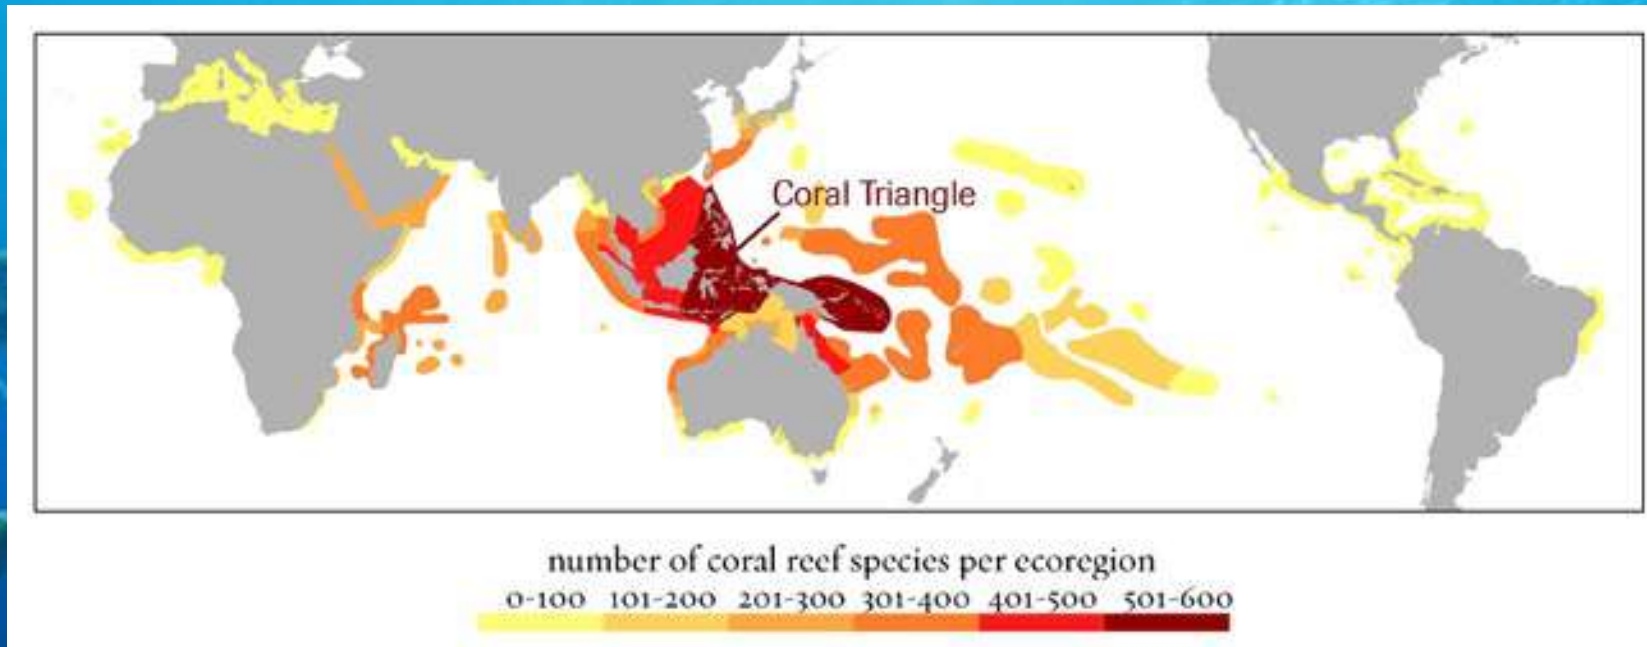 Coral Triangle
number of coral reef species per ecoregion
0-100 101-200 201-300 301-400 401-500 501-600